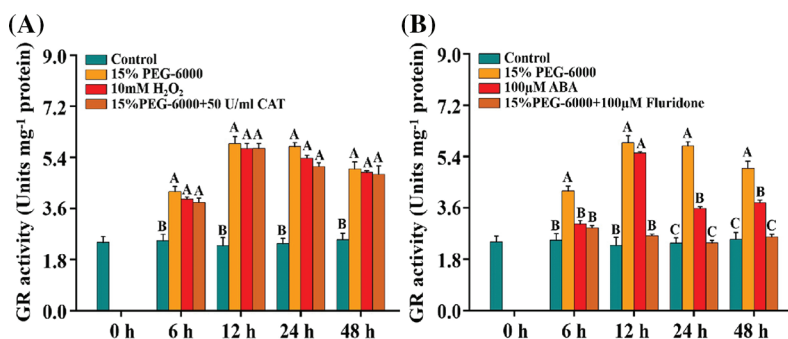 (A)
GR activity (Units mg⁻¹ protein)
9.0
7.2
5.4
3.6
1.8
0.0
Control
15% PEG-6000
10mM H₂O₂
15%PEG-6000+50 U/ml CAT
B A A A
B A A A
B A A A
B A A A
0 h 6 h 12 h 24 h 48 h
(B)
GR activity (Units mg⁻¹ protein)
9.0
7.2
5.4
3.6
1.8
0.0
Control
15% PEG-6000
100μM ABA
15%PEG-6000+100μM Fluridone
B A B B
B A A B
C A B C
C A B C
0 h 6 h 12 h 24 h 48 h